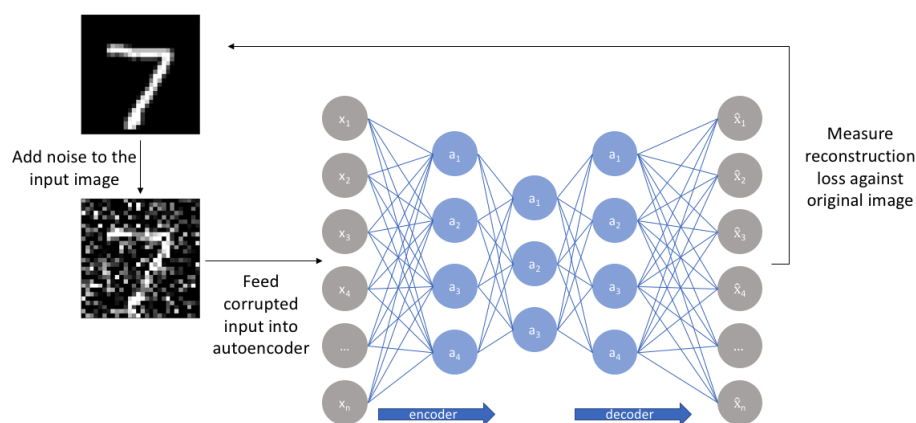 Add noise to the
input image
Feed
corrupted
input into
autoencoder
x₁
x₂
x₃
x₄
...
xₙ
a₁
a₂
a₃
a₄
a₁
a₂
a₃
a₁
a₂
a₃
a₄
x̂₁
x̂₂
x̂₃
x̂₄
...
x̂ₙ
encoder
decoder
Measure
reconstruction
loss against
original image
7
7